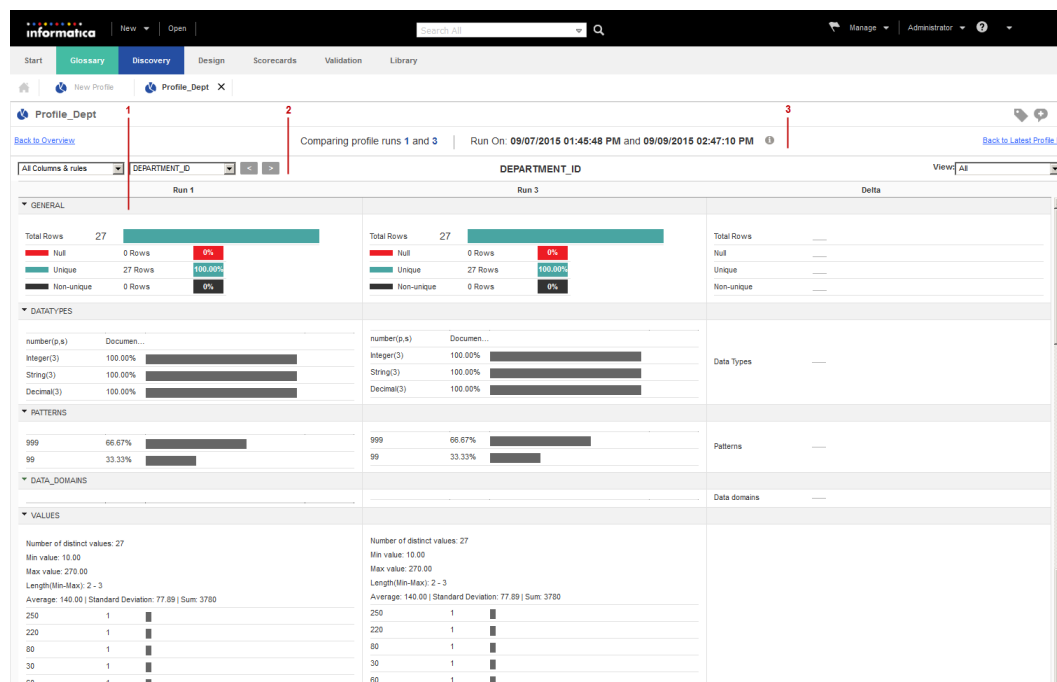 informatica New Open Search All Manage Administrator ?
Start Glossary Discovery Design Scorecards Validation Library
New Profile Profile_Dept X
Profile_Dept 1 2 3
Back to Overview Comparing profile runs 1 and 3 Run On: 09/07/2015 01:45:48 PM and 09/09/2015 02:47:10 PM Back to Latest Profile
All Columns & rules DEPARTMENT_ID < > DEPARTMENT_ID View: All
Run 1 Run 3 Delta
GENERAL
Total Rows 27 Total Rows 27 Total Rows
Null 0 Rows 0% Null 0 Rows 0% Null
Unique 27 Rows 100.00% Unique 27 Rows 100.00% Unique
Non-unique 0 Rows 0% Non-unique 0 Rows 0% Non-unique
DATATYPES
number(p,s) Documen... number(p,s) Documen...
Integer(3) 100.00% Integer(3) 100.00% Data Types
String(3) 100.00% String(3) 100.00%
Decimal(3) 100.00% Decimal(3) 100.00%
PATTERNS
999 66.67% 999 66.67% Patterns
99 33.33% 99 33.33%
DATA_DOMAINS
Data domains
VALUES
Number of distinct values: 27 Number of distinct values: 27
Min value: 10.00 Min value: 10.00
Max value: 270.00 Max value: 270.00
Length(Min-Max): 2 - 3 Length(Min-Max): 2 - 3
Average: 140.00 | Standard Deviation: 77.89 | Sum: 3780 Average: 140.00 | Standard Deviation: 77.89 | Sum: 3780
250 1 250 1
220 1 220 1
80 1 80 1
30 1 30 1
60 1 60 1